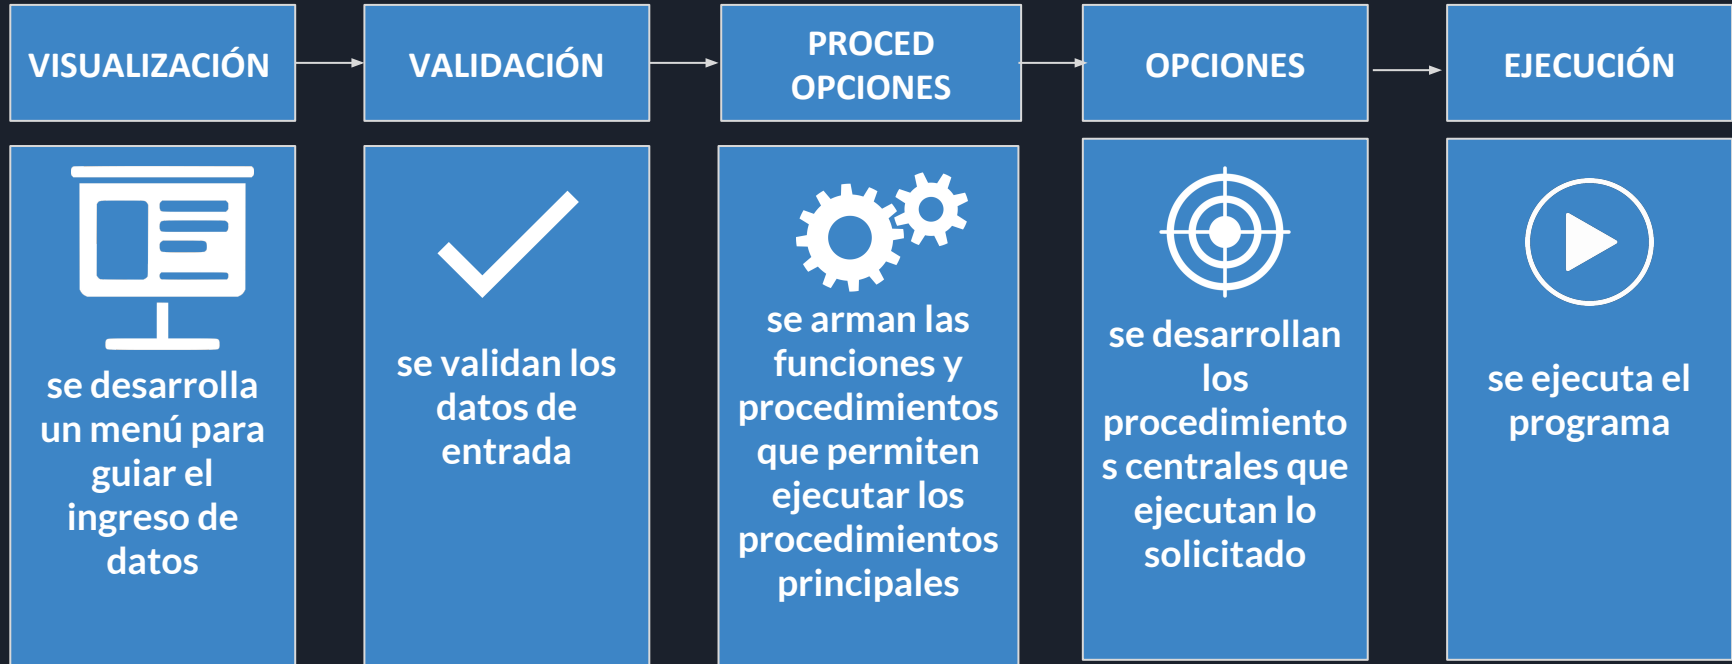 VISUALIZACIÓN
VALIDACIÓN
PROCED
OPCIONES
OPCIONES
EJECUCIÓN
se desarrolla
un menú para
guiar el
ingreso de
datos
se validan los
datos de
entrada
se arman las
funciones y
procedimientos
que permiten
ejecutar los
procedimientos
principales
se desarrollan
los
procedimiento
s centrales que
ejecutan lo
solicitado
se ejecuta el
programa